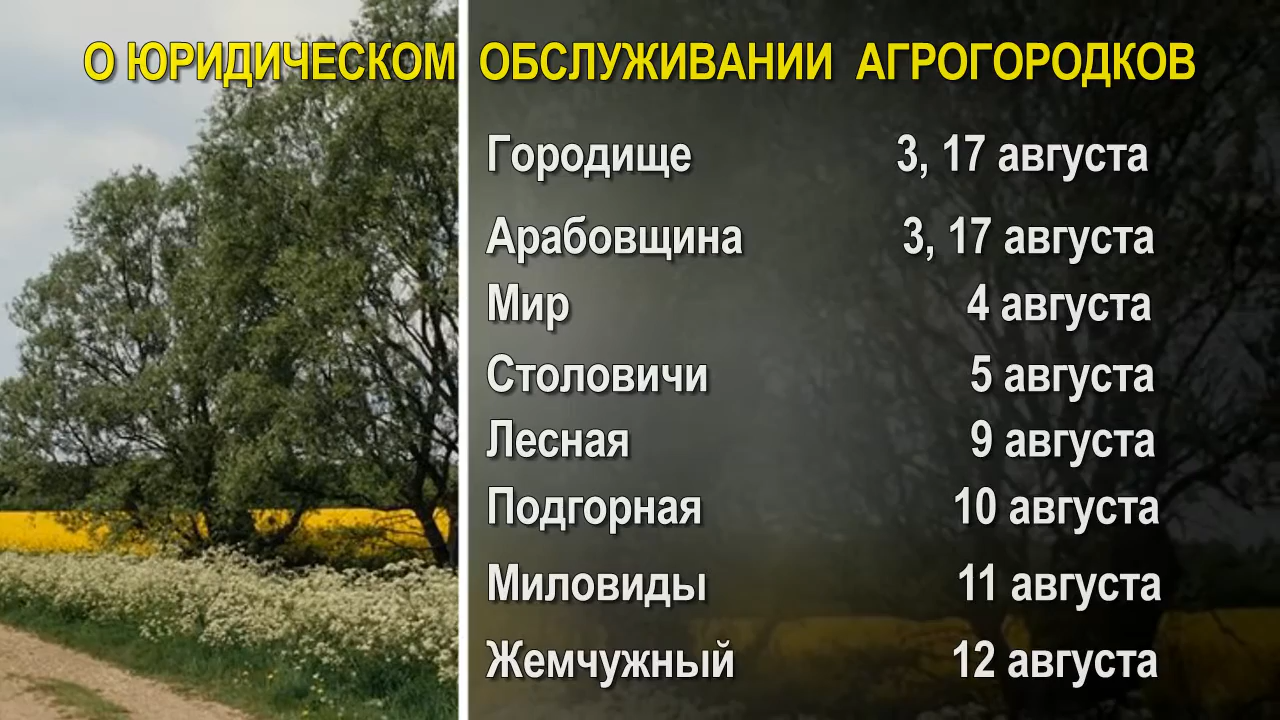 О ЮРИДИЧЕСКОМ ОБСЛУЖИВАНИИ АГРОГОРОДКОВ
Городище 3, 17 августа
Арабовщина 3, 17 августа
Мир 4 августа
Столовичи 5 августа
Лесная 9 августа
Подгорная 10 августа
Миловиды 11 августа
Жемчужный 12 августа